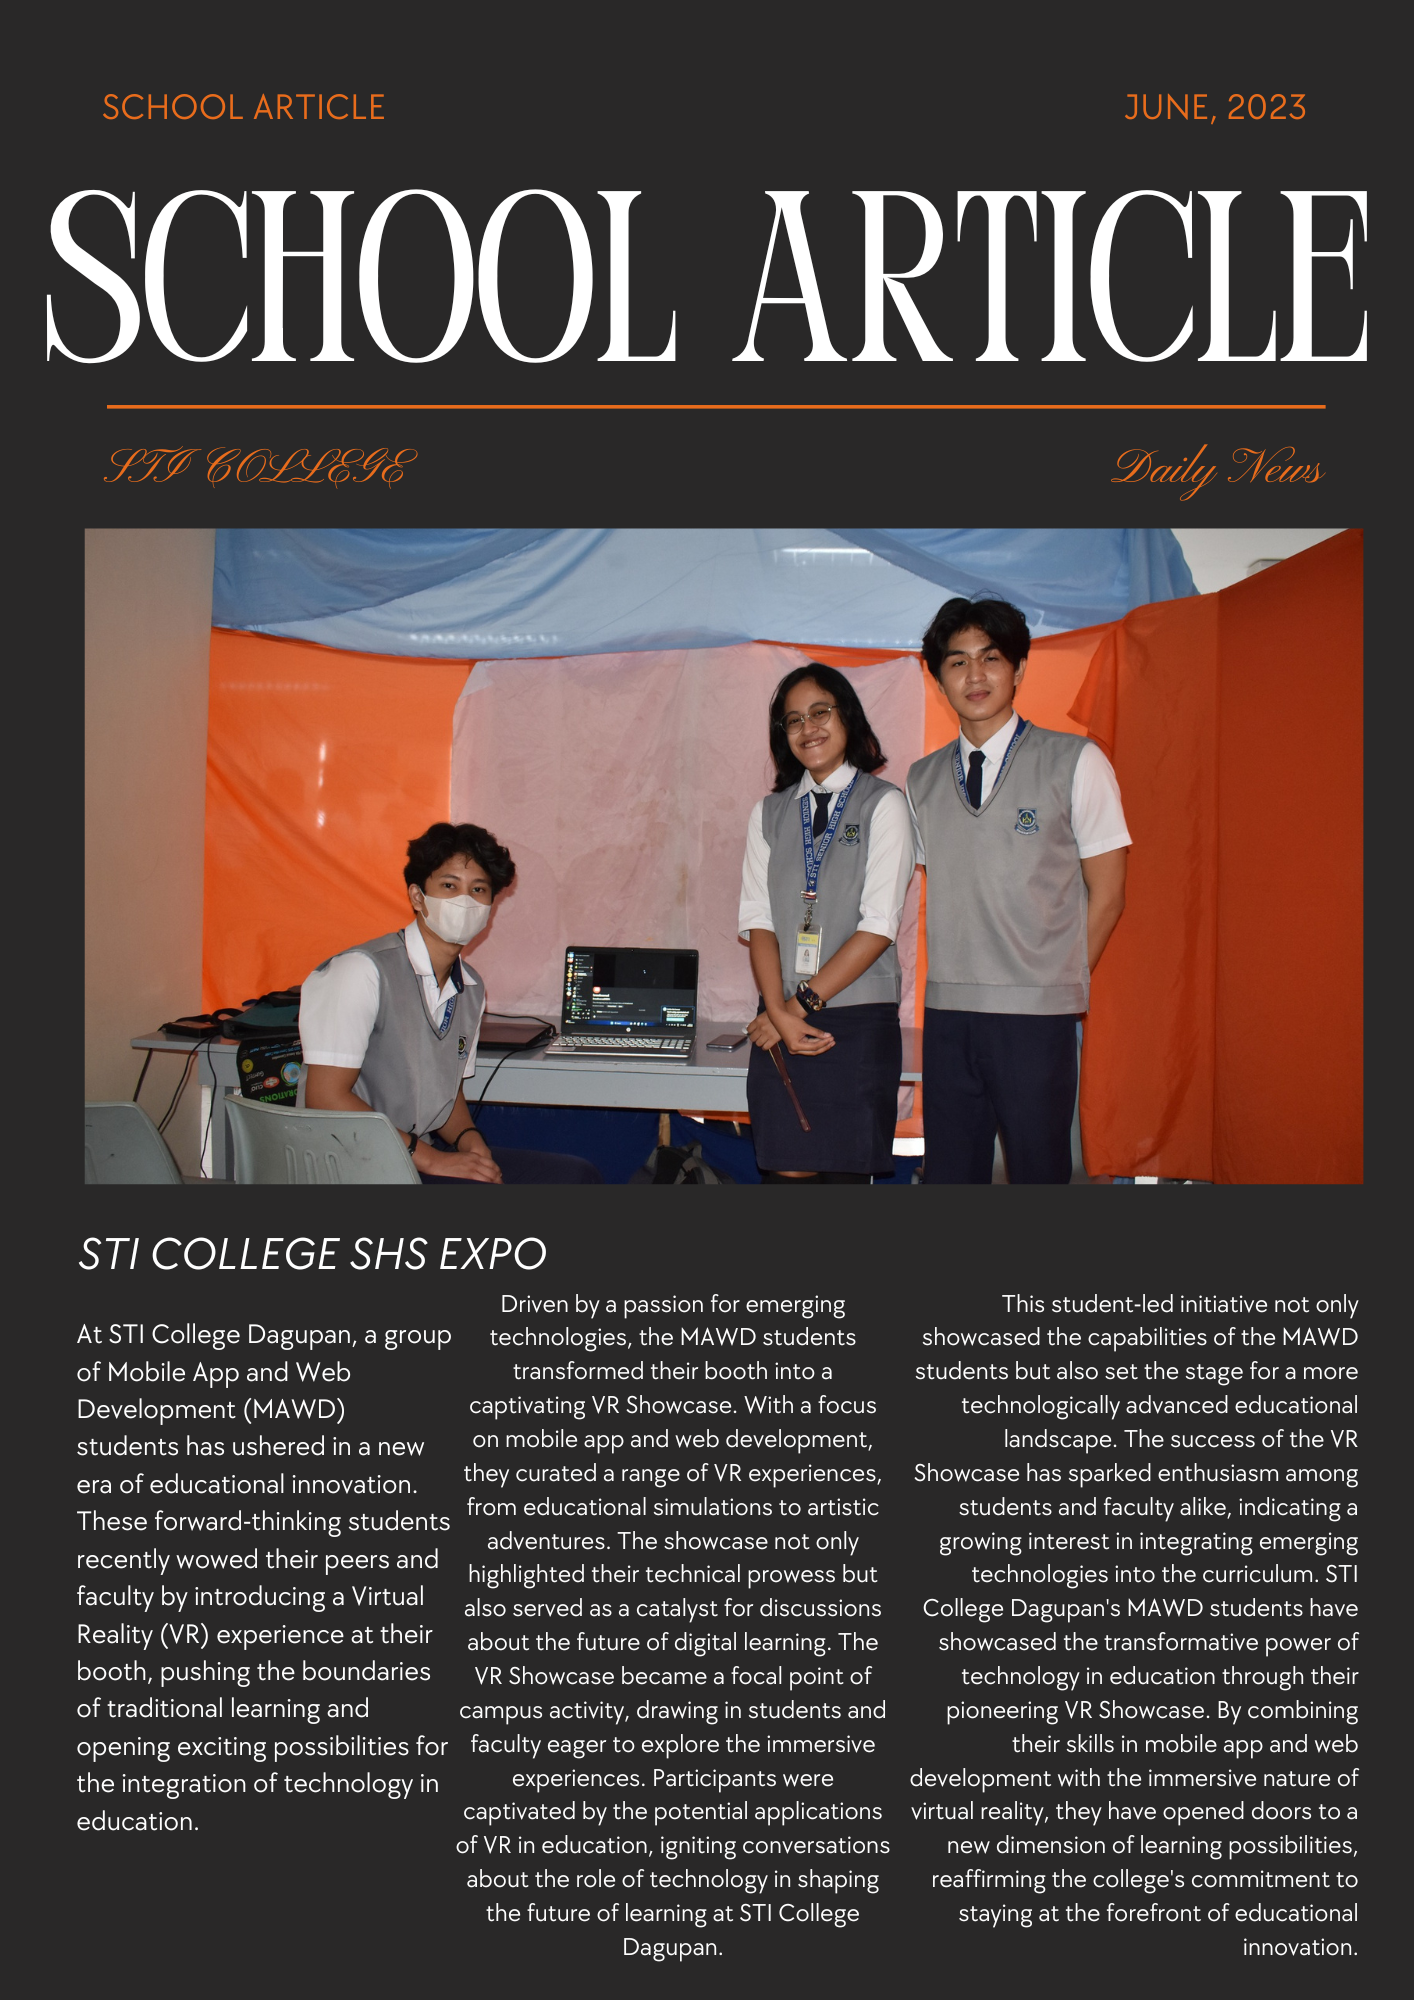 SCHOOL ARTICLE
JUNE, 2023
SCHOOL ARTICLE
STI COLLEGE
Daily News
SENIOR HIGH SCHOOL
STI SENIOR HIGH SCHOOL
STI COLLEGE SHS EXPO
At STI College Dagupan, a group
of Mobile App and Web
Development (MAWD)
students has ushered in a new
era of educational innovation.
These forward-thinking students
recently wowed their peers and
faculty by introducing a Virtual
Reality (VR) experience at their
booth, pushing the boundaries
of traditional learning and
opening exciting possibilities for
the integration of technology in
education.
Driven by a passion for emerging
technologies, the MAWD students
transformed their booth into a
captivating VR Showcase. With a focus
on mobile app and web development,
they curated a range of VR experiences,
from educational simulations to artistic
adventures. The showcase not only
highlighted their technical prowess but
also served as a catalyst for discussions
about the future of digital learning. The
VR Showcase became a focal point of
campus activity, drawing in students and
faculty eager to explore the immersive
experiences. Participants were
captivated by the potential applications
of VR in education, igniting conversations
about the role of technology in shaping
the future of learning at STI College
Dagupan.
This student-led initiative not only
showcased the capabilities of the MAWD
students but also set the stage for a more
technologically advanced educational
landscape. The success of the VR
Showcase has sparked enthusiasm among
students and faculty alike, indicating a
growing interest in integrating emerging
technologies into the curriculum. STI
College Dagupan's MAWD students have
showcased the transformative power of
technology in education through their
pioneering VR Showcase. By combining
their skills in mobile app and web
development with the immersive nature of
virtual reality, they have opened doors to a
new dimension of learning possibilities,
reaffirming the college's commitment to
staying at the forefront of educational
innovation.